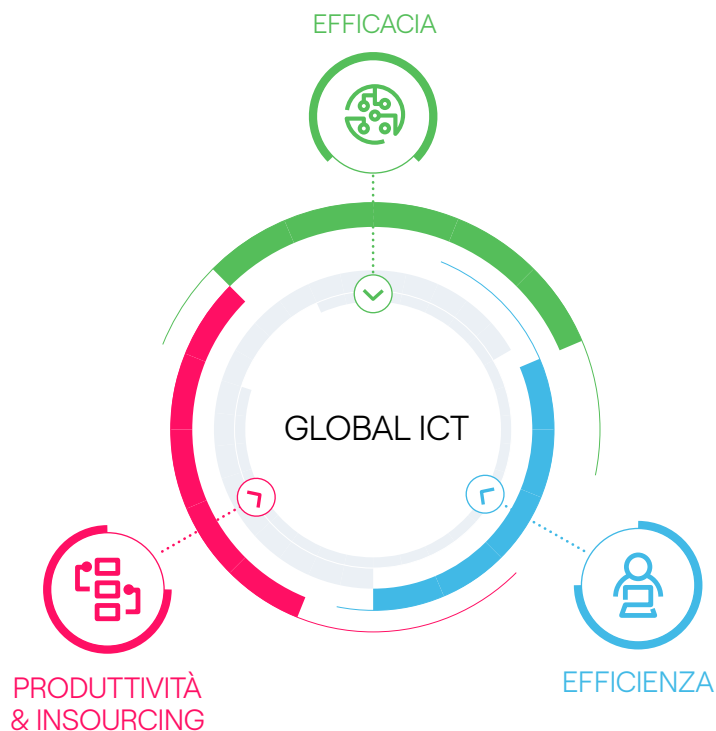 EFFICACIA
GLOBAL ICT
PRODUTTIVITÀ
& INSOURCING
EFFICIENZA